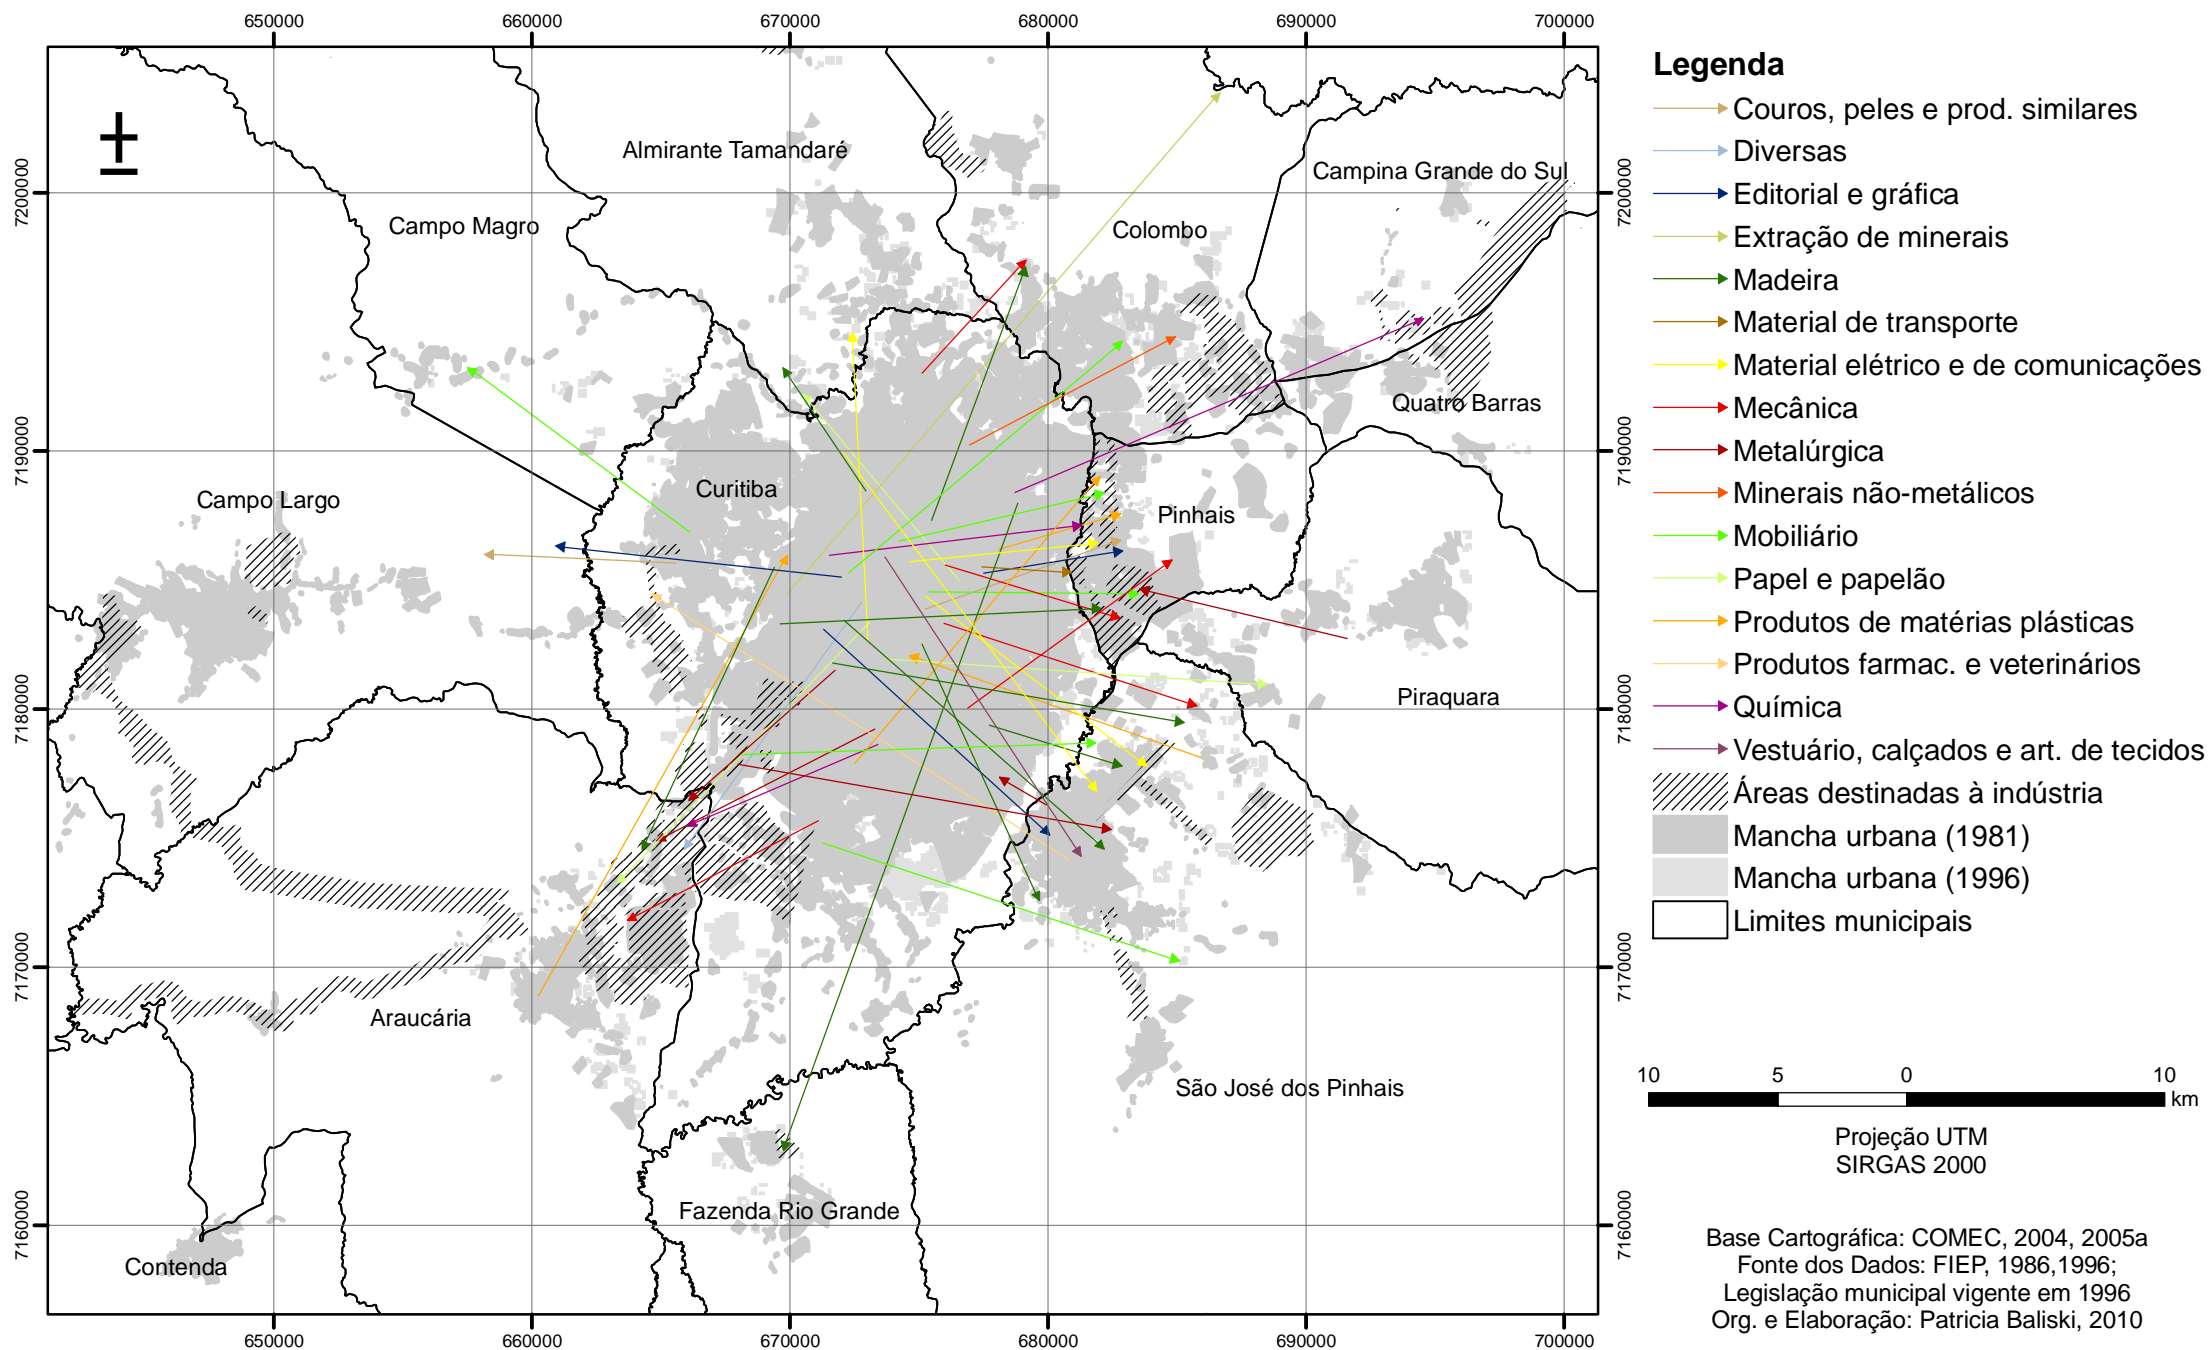 650000
660000
670000
680000
690000
700000
7200000
7190000
7180000
7170000
7160000
Almirante Tamandaré
Campo Magro
Colombo
Campina Grande do Sul
Quatro Barras
Campo Largo
Curitiba
Pinhais
Piraquara
Araucária
São José dos Pinhais
Fazenda Rio Grande
Contenda
7200000
7190000
7180000
7170000
7160000
650000
660000
670000
680000
690000
700000
Legenda
Couros, peles e prod. similares
Diversas
Editorial e gráfica
Extração de minerais
Madeira
Material de transporte
Material elétrico e de comunicações
Mecânica
Metalúrgica
Minerais não-metálicos
Mobiliário
Papel e papelão
Produtos de matérias plásticas
Produtos farmac. e veterinários
Química
Vestuário, calçados e art. de tecidos
Áreas destinadas à indústria
Mancha urbana (1981)
Mancha urbana (1996)
Limites municipais
10 5 0 10
km
Projeção UTM
SIRGAS 2000
Base Cartográfica: COMEC, 2004, 2005a
Fonte dos Dados: FIEP, 1986,1996;
Legislação municipal vigente em 1996
Org. e Elaboração: Patricia Baliski, 2010